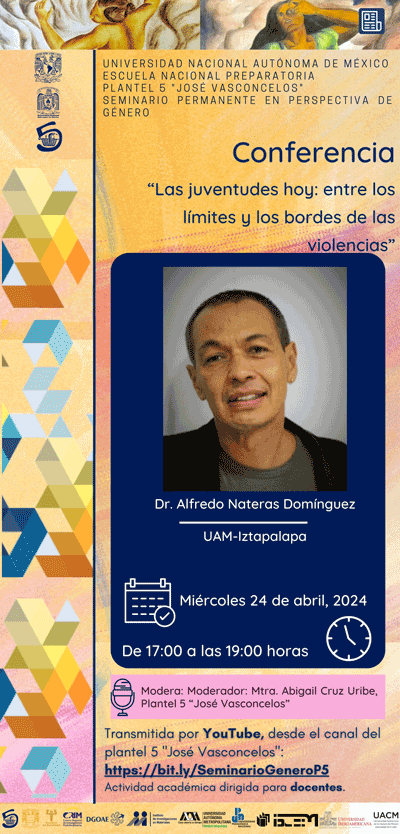 UNIVERSIDAD NACIONAL AUTÓNOMA DE MÉXICO
ESCUELA NACIONAL PREPARATORIA
PLANTEL 5 "JOSÉ VASCONCELOS"
SEMINARIO PERMANENTE EN PERSPECTIVA DE
GÉNERO
Conferencia
“Las juventudes hoy: entre los
límites y los bordes de las
violencias”
Dr. Alfredo Nateras Domínguez
UAM-Iztapalapa
Miércoles 24 de abril, 2024
De 17:00 a las 19:00 horas
Modera: Moderador: Mtra. Abigail Cruz Uribe,
Plantel 5 “José Vasconcelos”
Transmitida por YouTube, desde el canal del
plantel 5 "José Vasconcelos":
https://bit.ly/SeminarioGeneroP5
Actividad académica dirigida para docentes.
CRIM DGOAE UACM